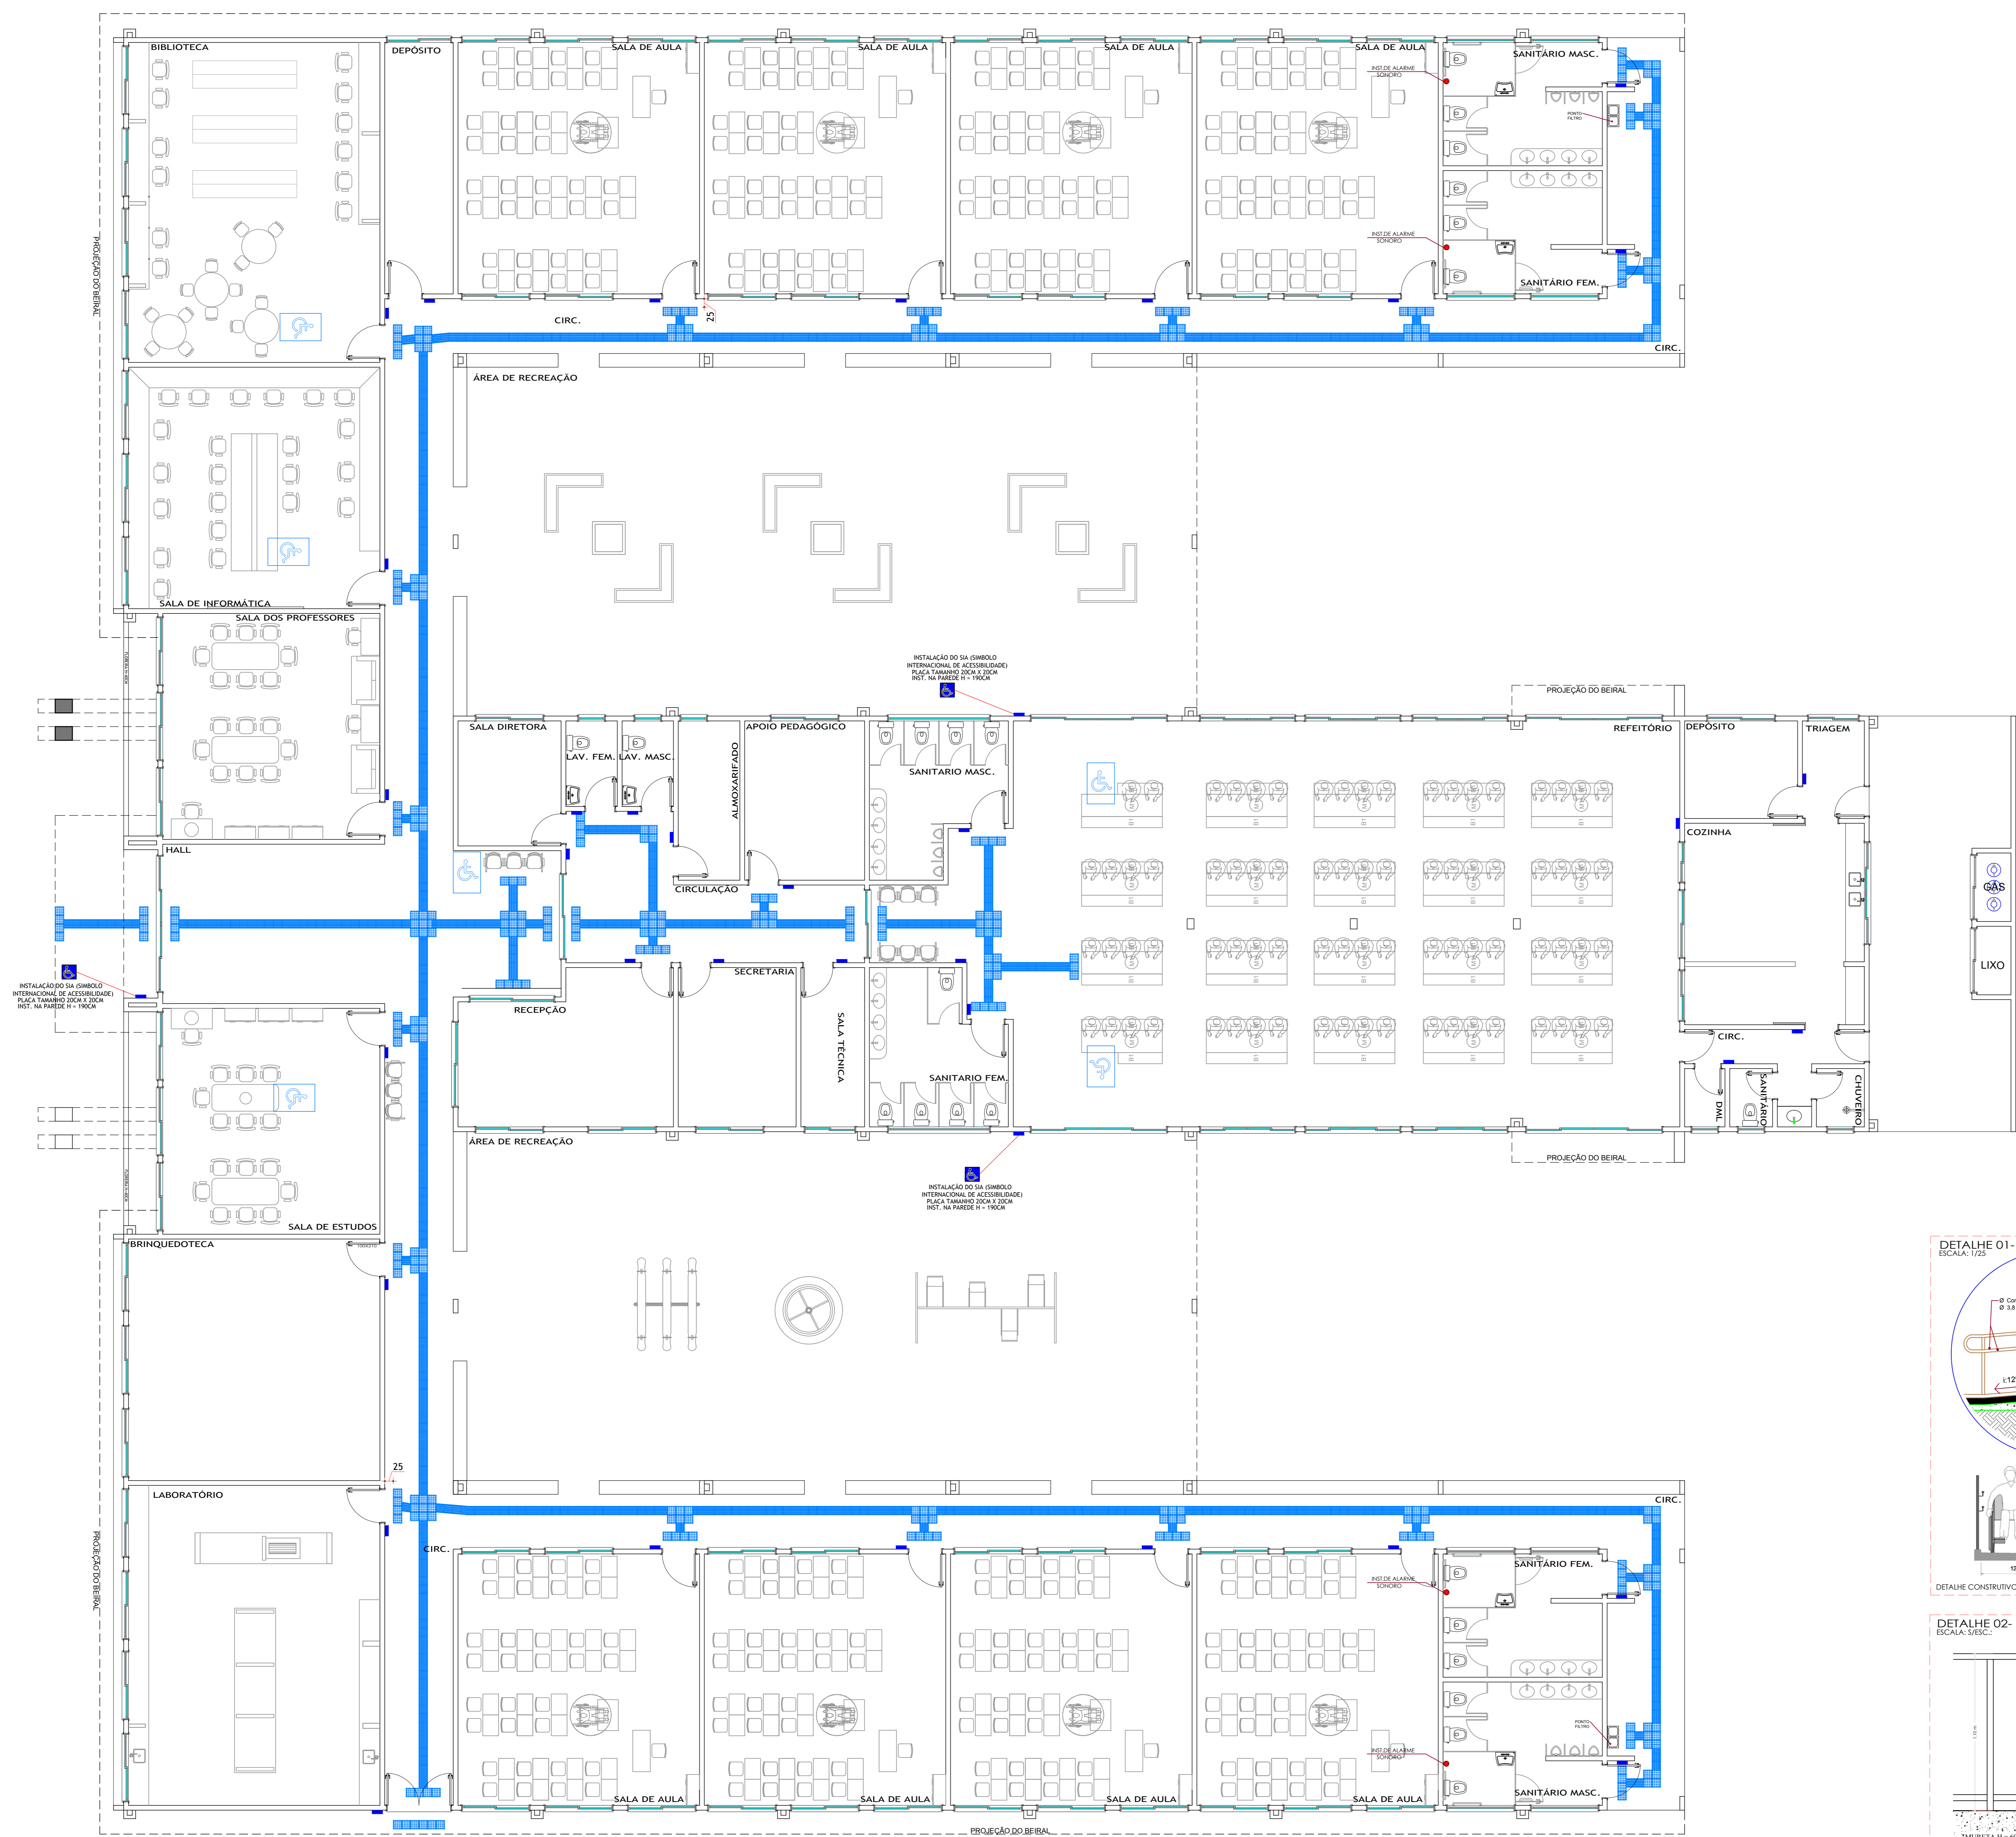 BIBLIOTECA
DEPÓSITO
SALA DE AULA
SALA DE AULA
SALA DE AULA
SALA DE AULA
SANITÁRIO MASC.
INST.DE ALARME
SONORO
PONTO
FILTRO
INST.DE ALARME
SONORO
SANITÁRIO FEM.
PROJEÇÃO DO BEIRAL
25
CIRC.
CIRC.
ÁREA DE RECREAÇÃO
SALA DE INFORMÁTICA
SALA DOS PROFESSORES
INSTALAÇÃO DO SIA (SIMBOLO
INTERNACIONAL DE ACESSIBILIDADE)
PLACA TAMANHO 20CM X 20CM
INST. NA PAREDE H = 190CM
PROJEÇÃO DO BEIRAL
SALA DIRETORA
LAV. FEM.
LAV. MASC.
ALMOXARIFADO
APOIO PEDAGÓGICO
SANITARIO MASC.
REFEITÓRIO
DEPÓSITO
TRIAGEM
COZINHA
HALL
CIRCULAÇÃO
GÁS
LIXO
INSTALAÇÃO DO SIA (SIMBOLO
INTERNACIONAL DE ACESSIBILIDADE)
PLACA TAMANHO 20CM X 20CM
INST. NA PAREDE H = 190CM
SECRETARIA
RECEPÇÃO
SALA TÉCNICA
SANITARIO FEM.
CIRC.
DML
SANITÁRIO
CHUVEIRO
ÁREA DE RECREAÇÃO
PROJEÇÃO DO BEIRAL
INSTALAÇÃO DO SIA (SIMBOLO
INTERNACIONAL DE ACESSIBILIDADE)
PLACA TAMANHO 20CM X 20CM
INST. NA PAREDE H = 190CM
SALA DE ESTUDOS
BRINQUEDOTECA
100X210
DETALHE 01-
ESCALA: 1/25
Ø 3,8
25
LABORATÓRIO
CIRC.
CIRC.
PROJEÇÃO DO BEIRAL
SANITÁRIO FEM.
INST.DE ALARME
SONORO
DETALHE CONSTRUTIVO
DETALHE 02-
ESCALA: S/ESC.:
PONTO
FILTRO
INST.DE ALARME
SONORO
SALA DE AULA
SALA DE AULA
SALA DE AULA
SALA DE AULA
SANITÁRIO MASC.
PROJEÇÃO DO BEIRAL